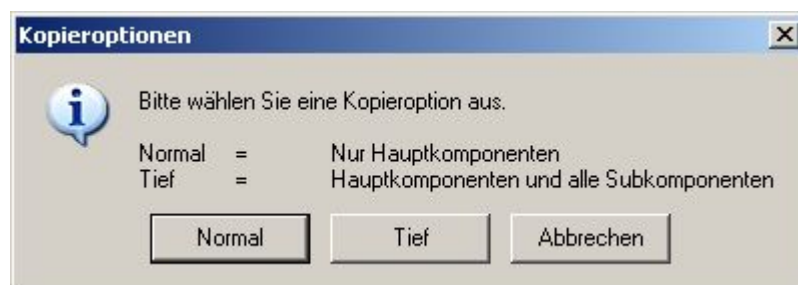 Kopieroptionen
Bitte wählen Sie eine Kopieroption aus.
Normal = Nur Hauptkomponenten
Tief = Hauptkomponenten und alle Subkomponenten
Normal Tief Abbrechen